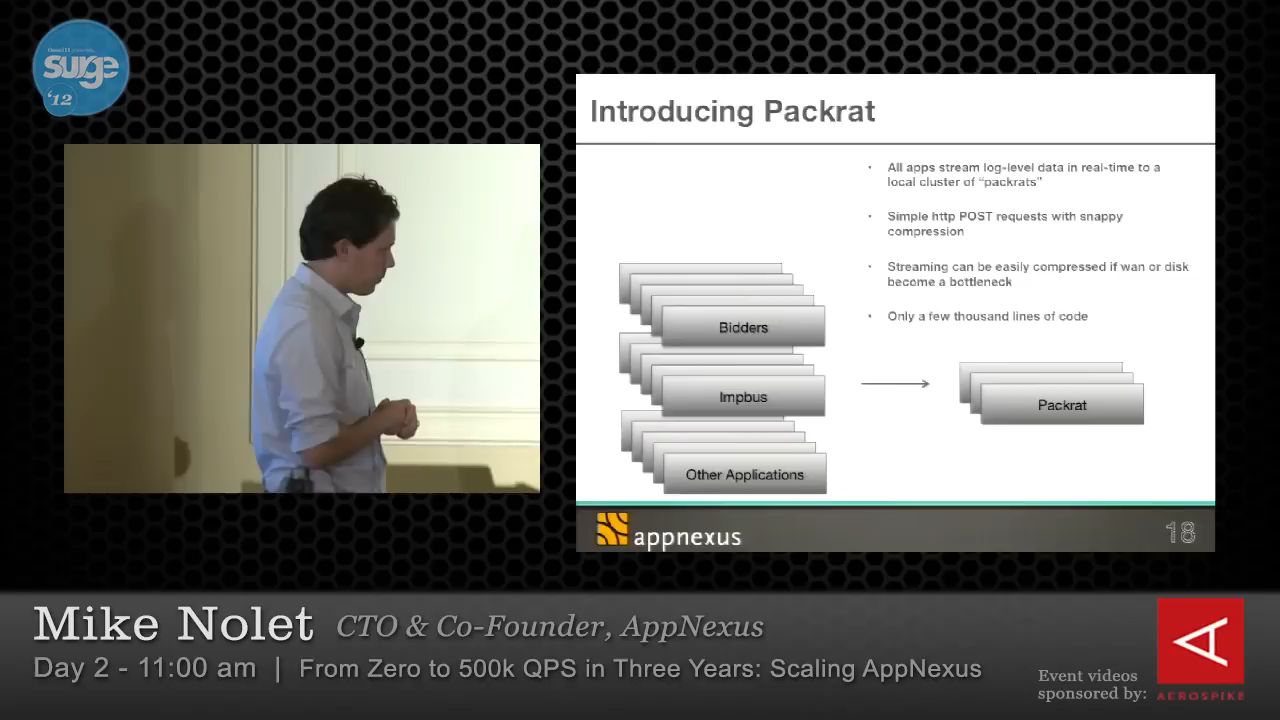 OmniTI presents
surge
'12
Introducing Packrat
• All apps stream log-level data in real-time to a
local cluster of “packrats”
• Simple http POST requests with snappy
compression
• Streaming can be easily compressed if wan or disk
become a bottleneck
• Only a few thousand lines of code
Bidders
Impbus
Other Applications
Packrat
appnexus
18
Mike Nolet CTO & Co-Founder, AppNexus
Day 2 - 11:00 am | From Zero to 500k QPS in Three Years: Scaling AppNexus
Event videos
sponsored by:
AEROSPIKE